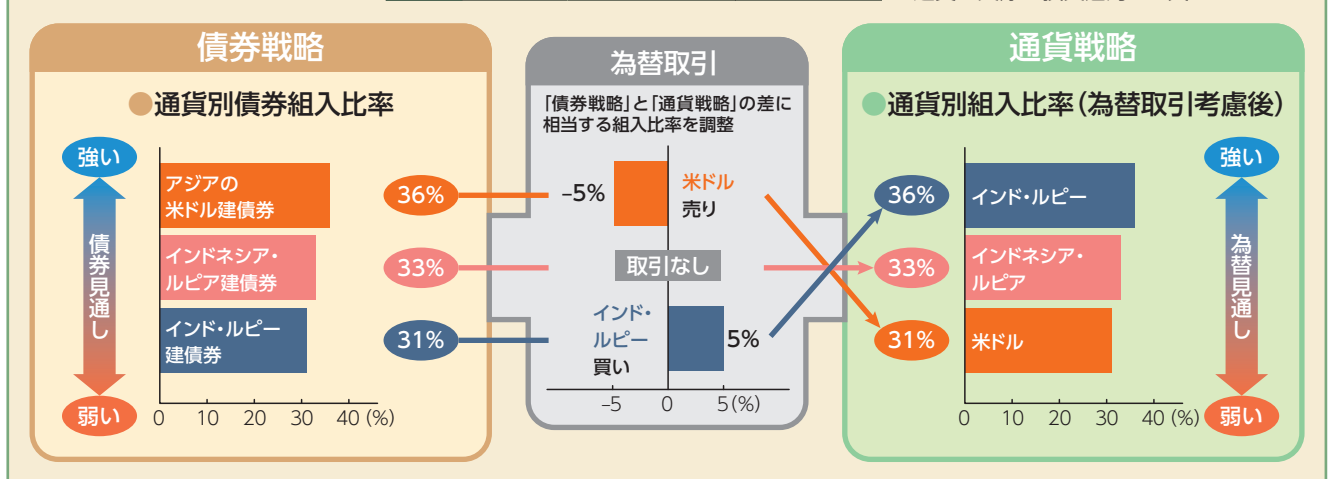 債券戦略
●通貨別債券組入比率
強い
債券見通し
弱い
アジアの
米ドル建債券
インドネシア・
ルピア建債券
インド・ルピー
建債券
0 10 20 30 40 (%)
36%
33%
31%
為替取引
「債券戦略」と「通貨戦略」の差に
相当する組入比率を調整
–5%
米ドル
売り
取引なし
インド・
ルピー
買い
5%
–5 0 5(%)
通貨戦略
●通貨別組入比率(為替取引考慮後)
36%
33%
31%
インド・ルピー
インドネシア・
ルピア
米ドル
0 10 20 30 40 (%)
強い
為替見通し
弱い